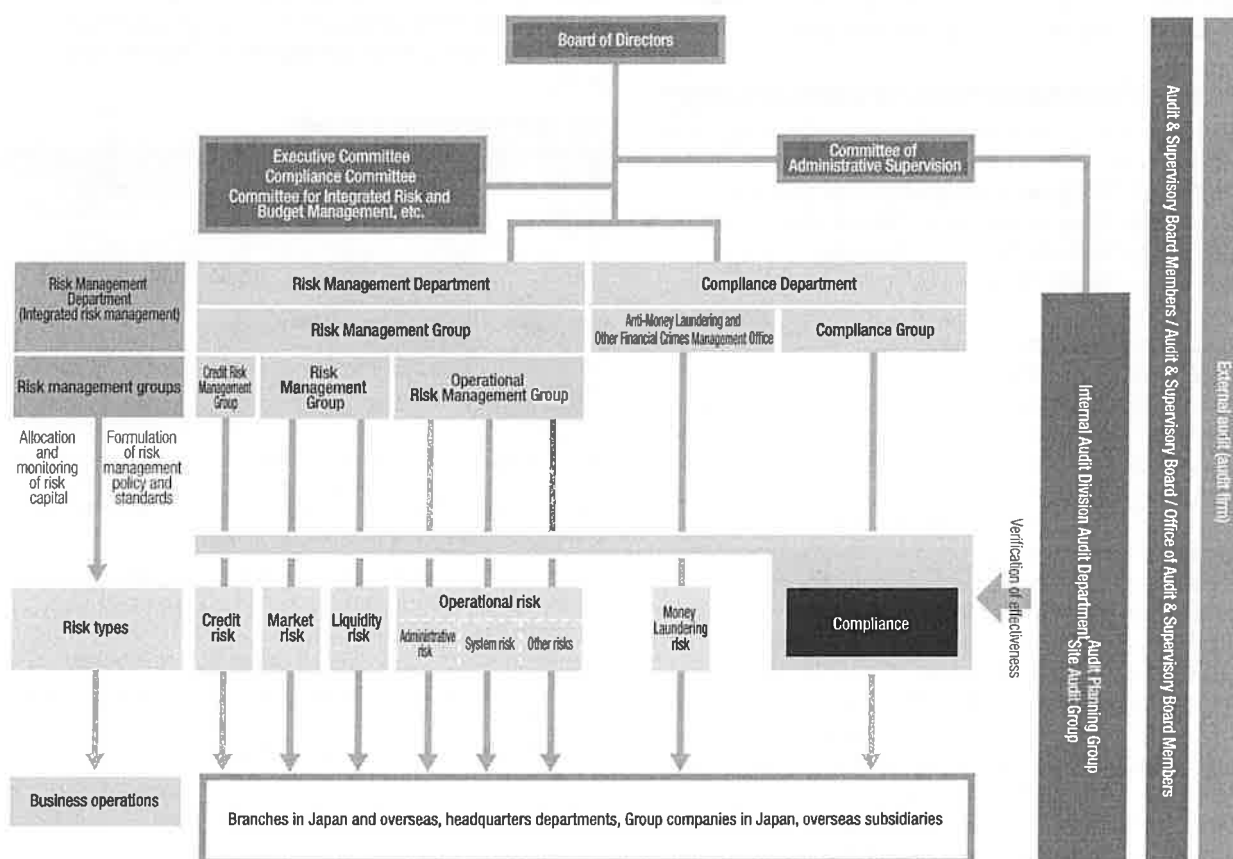 Board of Directors
Executive Committee
Compliance Committee
Committee for Integrated Risk and
Budget Management, etc.
Committee of
Administrative Supervision
Risk Management
Department
(Integrated risk management)
Risk Management Department
Compliance Department
Risk Management Group
Anti-Money Laundering and
Other Financial Crimes Management Office
Compliance Group
Risk management groups
Credit Risk
Management
Group
Risk
Management
Group
Operational
Risk Management Group
Allocation
and
monitoring
of risk
capital
Formulation
of risk
management
policy and
standards
Risk types
Credit
risk
Market
risk
Liquidity
risk
Operational risk
Administrative
risk
System risk
Other risks
Money
Laundering
risk
Compliance
Verification of effectiveness
Internal Audit Division Audit Department
Audit Planning Group
Site Audit Group
Audit & Supervisory Board Members / Audit & Supervisory Board / Office of Audit & Supervisory Board Members
External audit (audit firm)
Business operations
Branches in Japan and overseas, headquarters departments, Group companies in Japan, overseas subsidiaries